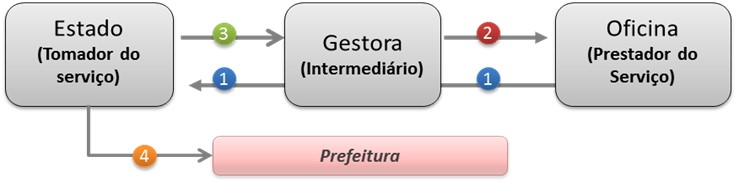 Estado
(Tomador do
serviço)
3
1
Gestora
(Intermediário)
2
1
Oficina
(Prestador do
Serviço)
4
Prefeitura